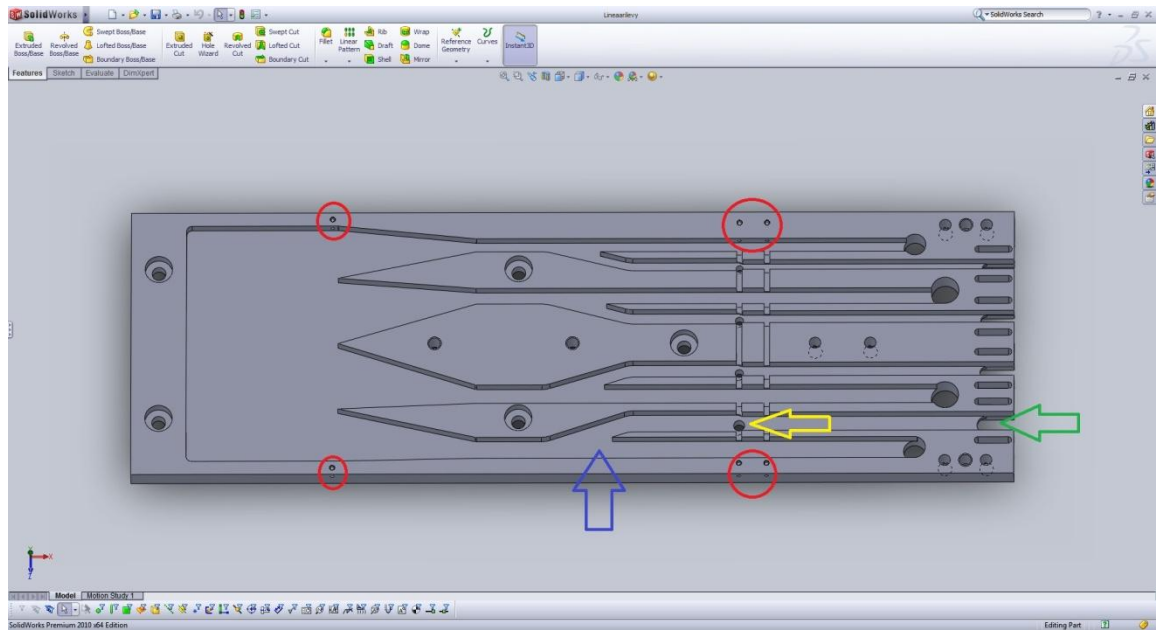 SolidWorks
Lineaarilevy
SolidWorks Search
Extruded Boss/Base
Revolved Boss/Base
Swept Boss/Base
Lofted Boss/Base
Boundary Boss/Base
Extruded Cut
Hole Wizard
Revolved Cut
Swept Cut
Lofted Cut
Boundary Cut
Fillet
Linear Pattern
Rib
Draft
Shell
Wrap
Dome
Mirror
Reference Geometry
Curves
Instant3D
Features
Sketch
Evaluate
DimXpert
X
Z
Model
Motion Study 1
SolidWorks Premium 2010 x64 Edition
Editing Part